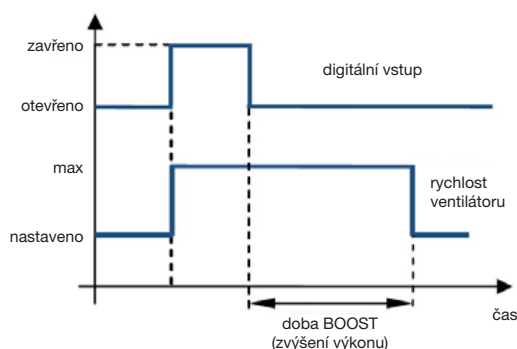 zavřeno
digitální vstup
otevřeno
max
rychlost
ventilátoru
nastaveno
čas
doba BOOST
(zvýšení výkonu)